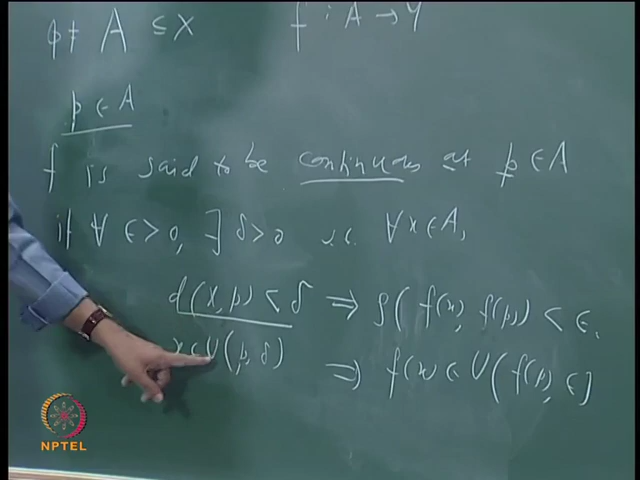 φ ≠ A ⊆ X f : A → Y
p ∈ A
f is said to be continuous at p ∈ A
if ∀ ε > 0, ∃ δ > 0 s.t. ∀ x ∈ A,
d(x, p) < δ ⇒ ρ(f(x), f(p)) < ε.
x ∈ U(p, δ) ⇒ f(x) ∈ U(f(p), ε)
NPTEL